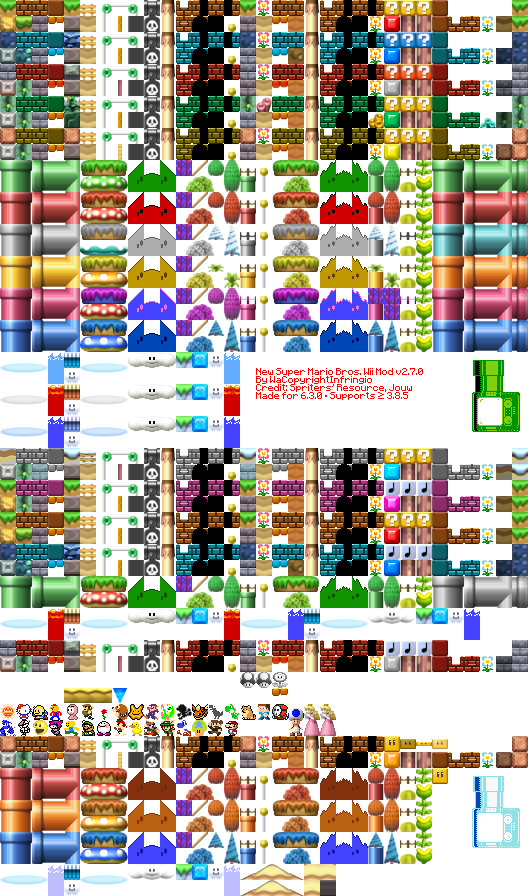 New Super Mario Bros. Wii Mod v2.7.0
By WaCopyrightInfringio
Credit: Spriters' Resource, Jouw
Made for 6.3.0 • Supports ≥ 3.8.5